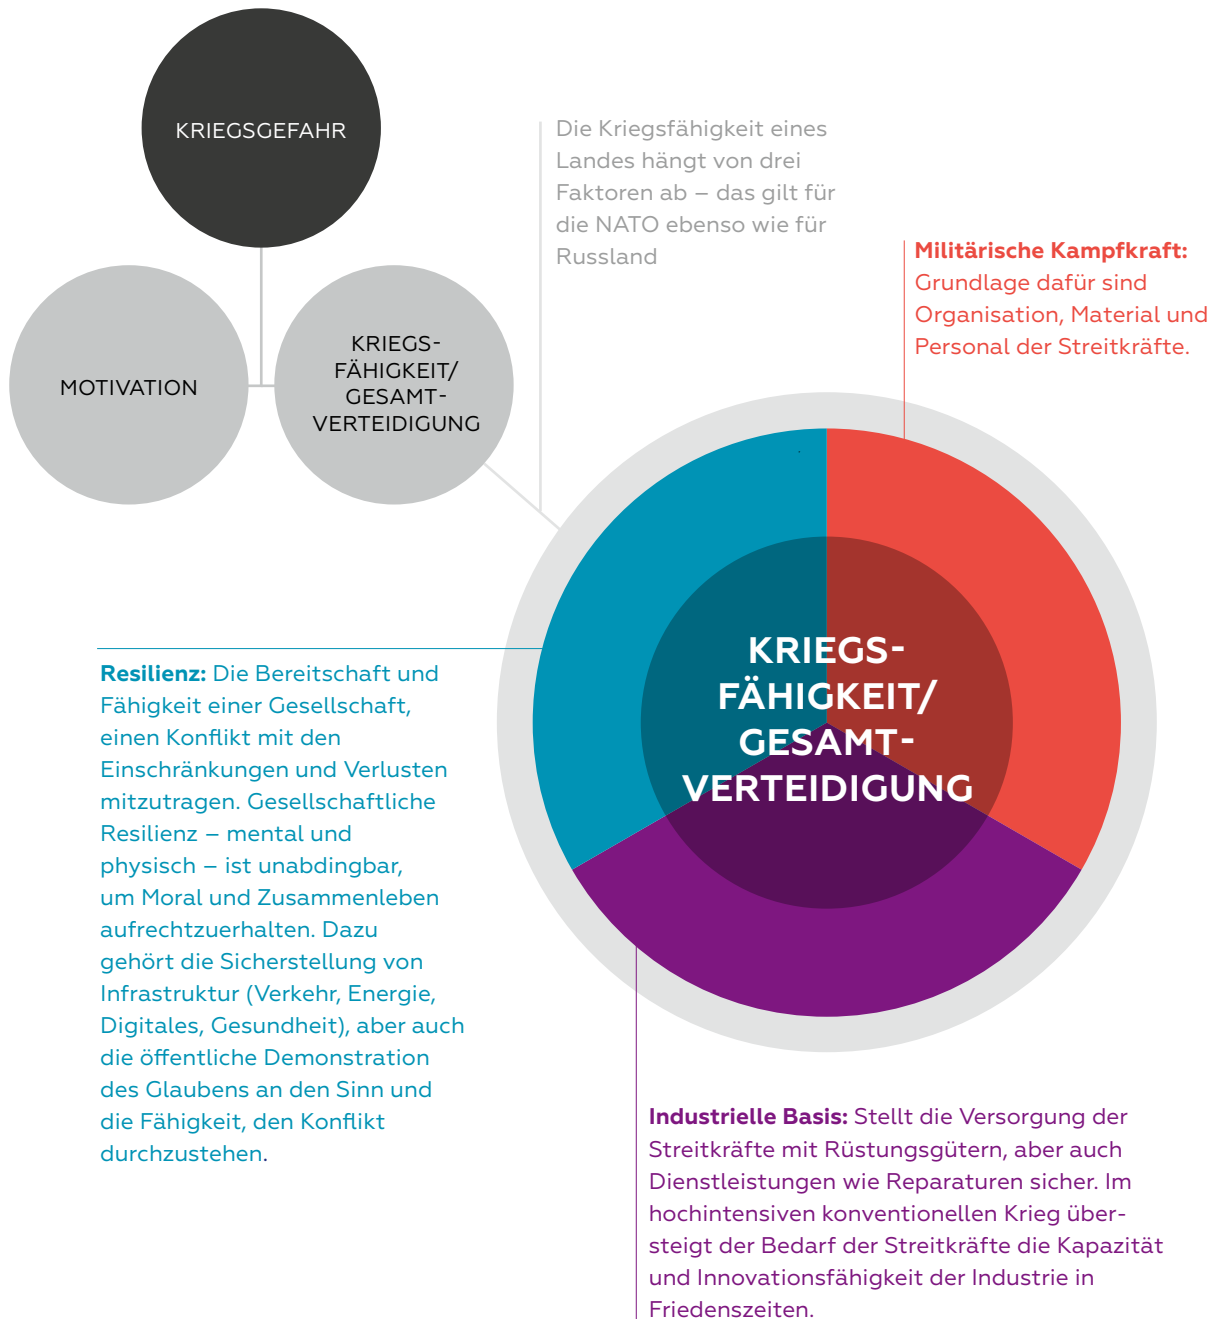 KRIEGSGEFAHR
MOTIVATION
KRIEGS-
FÄHIGKEIT/
GESAMT-
VERTEIDIGUNG
Die Kriegsfähigkeit eines
Landes hängt von drei
Faktoren ab – das gilt für
die NATO ebenso wie für
Russland
Militärische Kampfkraft:
Grundlage dafür sind
Organisation, Material und
Personal der Streitkräfte.
KRIEGS-
FÄHIGKEIT/
GESAMT-
VERTEIDIGUNG
Resilienz: Die Bereitschaft und
Fähigkeit einer Gesellschaft,
einen Konflikt mit den
Einschränkungen und Verlusten
mitzutragen. Gesellschaftliche
Resilienz – mental und
physisch – ist unabdingbar,
um Moral und Zusammenleben
aufrechtzuerhalten. Dazu
gehört die Sicherstellung von
Infrastruktur (Verkehr, Energie,
Digitales, Gesundheit), aber auch
die öffentliche Demonstration
des Glaubens an den Sinn und
die Fähigkeit, den Konflikt
durchzustehen.
Industrielle Basis: Stellt die Versorgung der
Streitkräfte mit Rüstungsgütern, aber auch
Dienstleistungen wie Reparaturen sicher. Im
hochintensiven konventionellen Krieg über-
steigt der Bedarf der Streitkräfte die Kapazität
und Innovationsfähigkeit der Industrie in
Friedenszeiten.